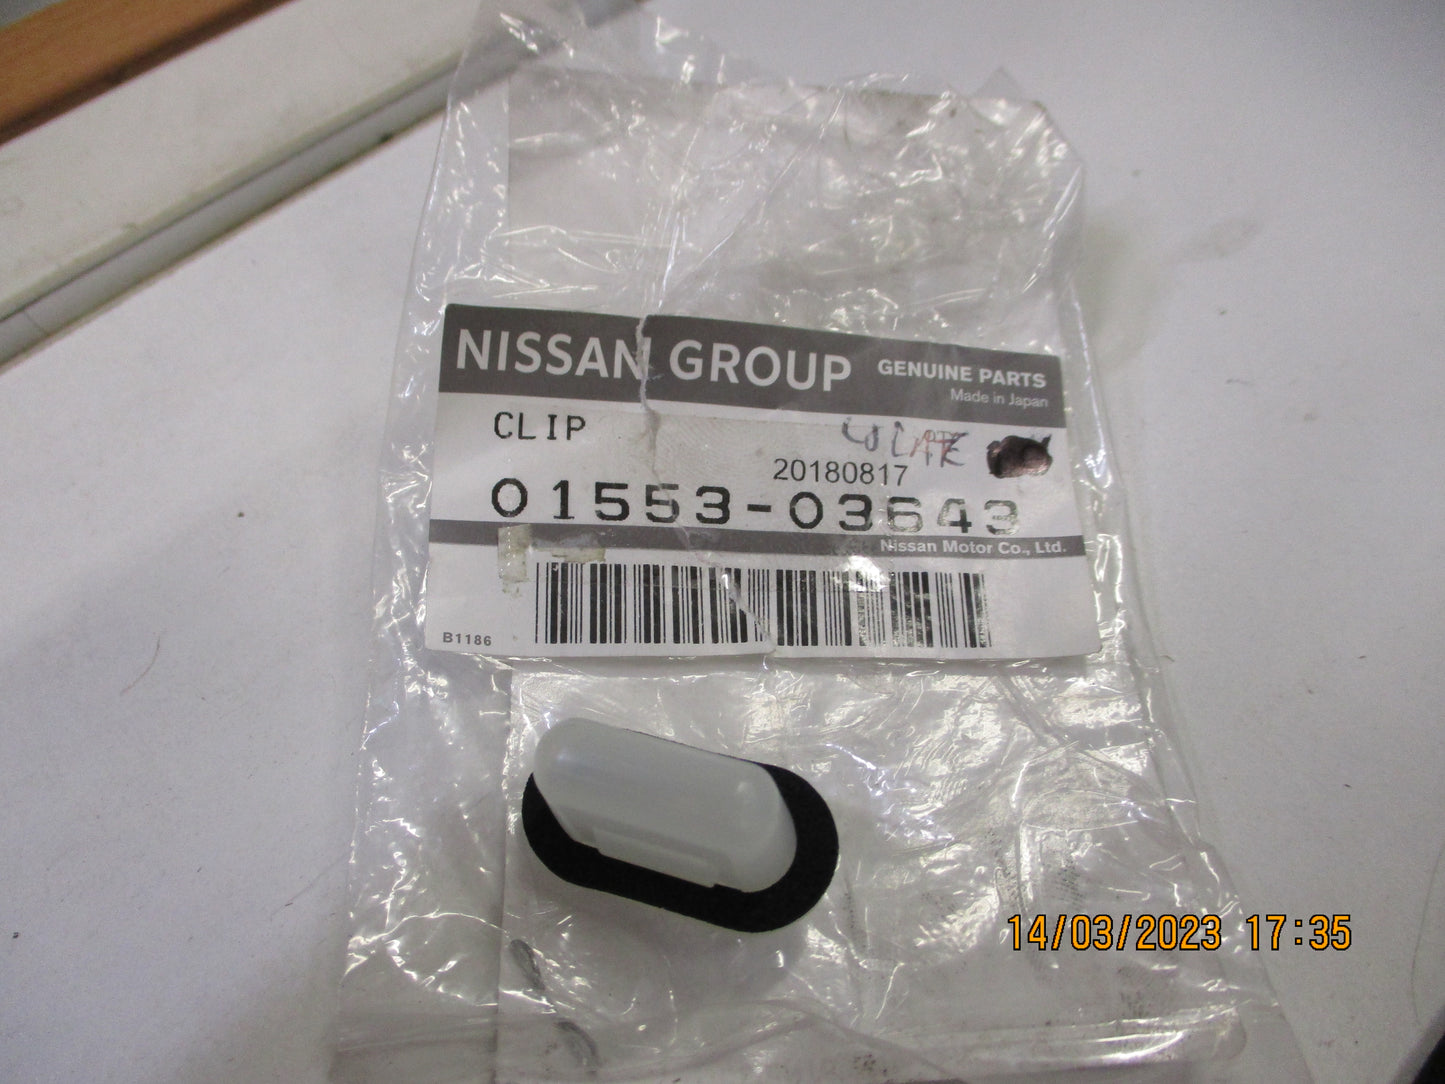 NISSAN GROUP GENUINE PARTS
Made in Japan
CLIP
20180817
01553-03643
Nissan Motor Co., Ltd.
B1186
14/03/2023 17:35